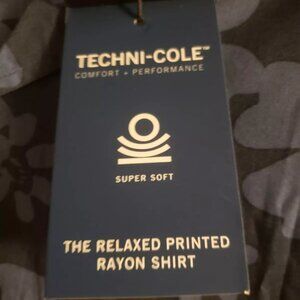 TECHNI-COLE™
COMFORT + PERFORMANCE
SUPER SOFT
THE RELAXED PRINTED
RAYON SHIRT